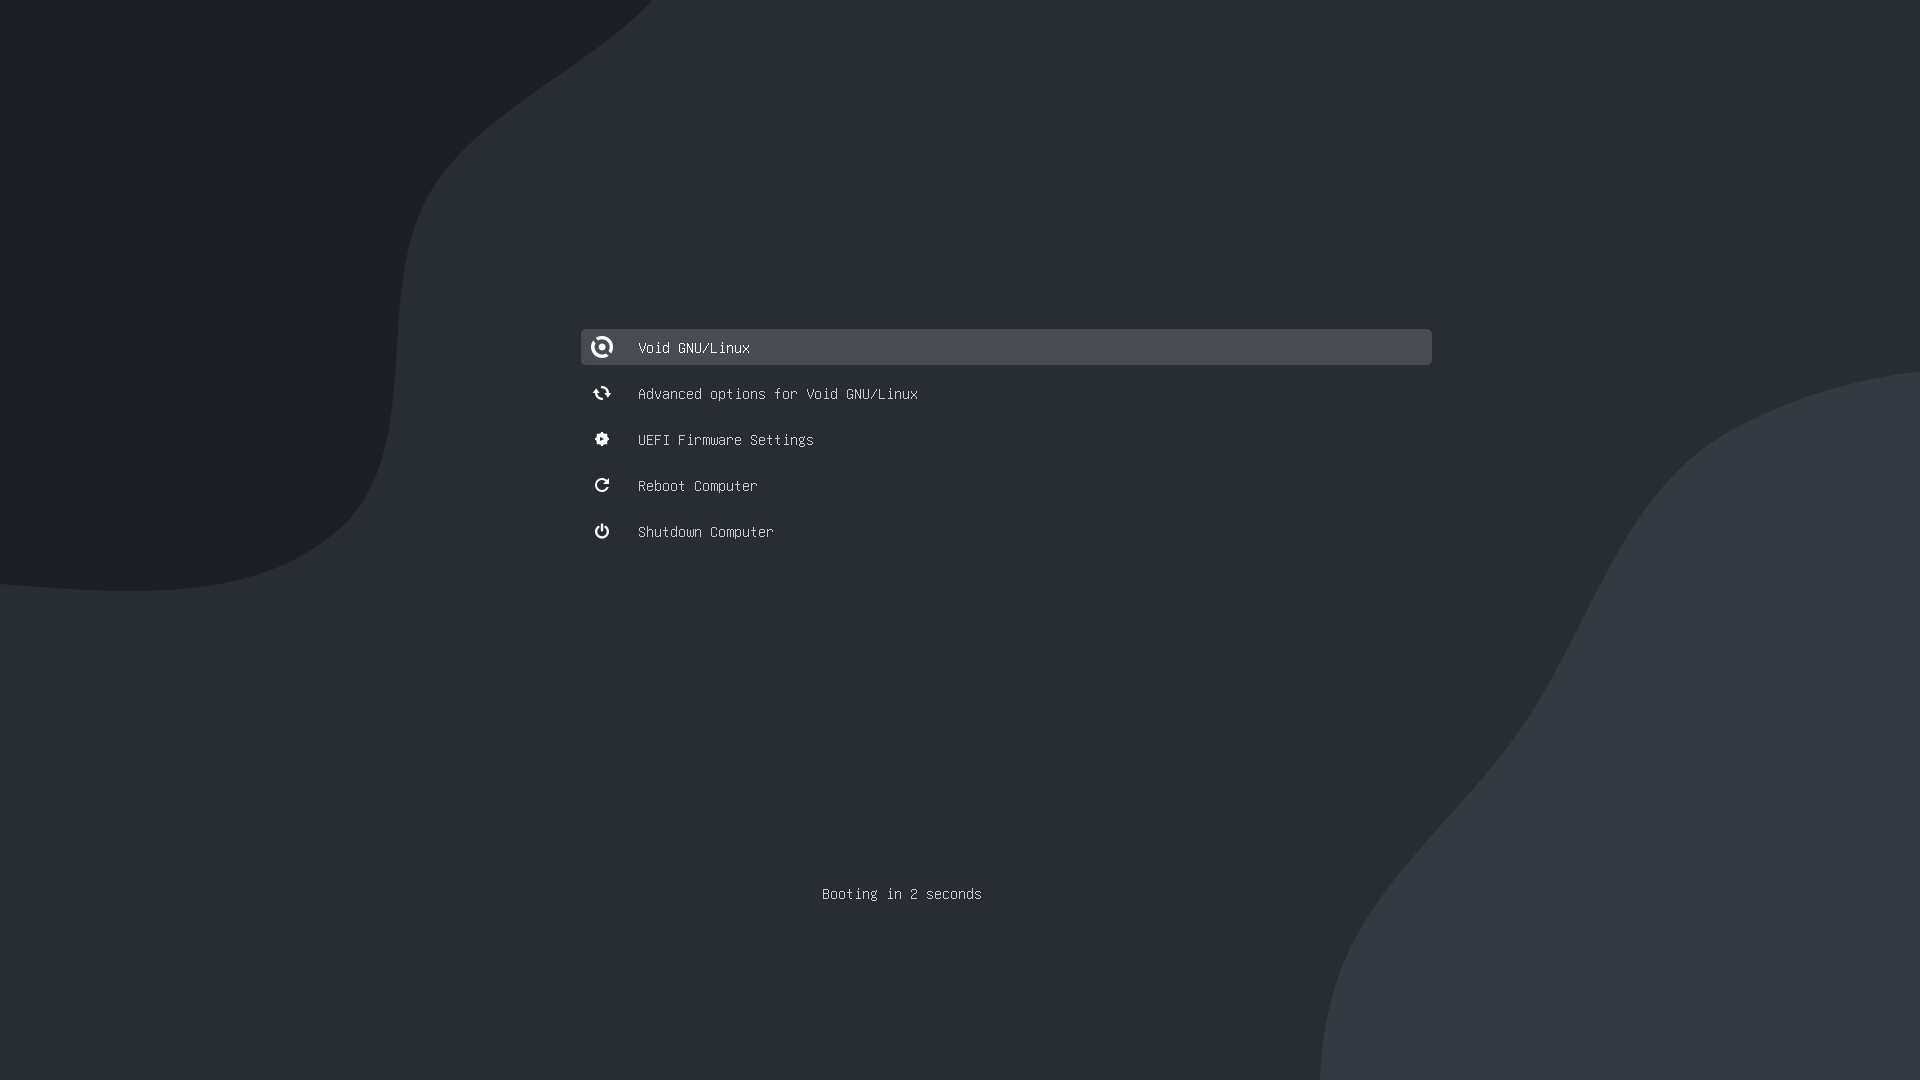 Void GNU/Linux
Advanced options for Void GNU/Linux
UEFI Firmware Settings
Reboot Computer
Shutdown Computer
Booting in 2 seconds